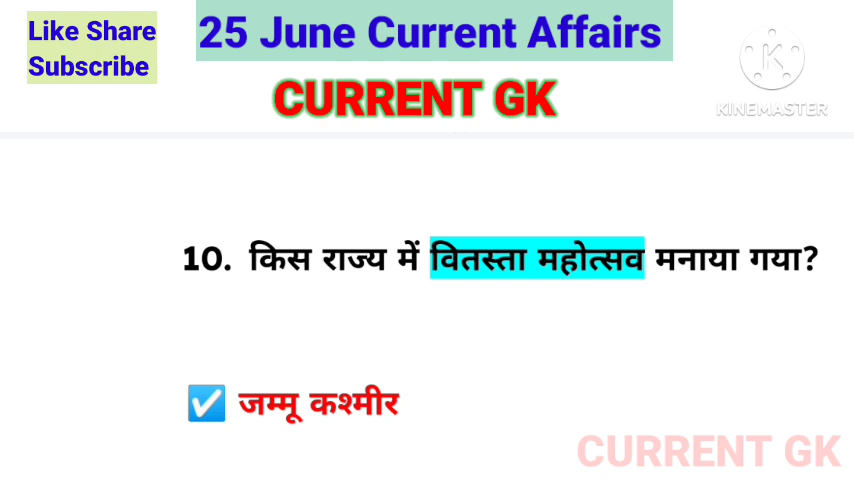 Like Share
Subscribe
25 June Current Affairs
CURRENT GK
KINEMASTER
10. किस राज्य में वितस्ता महोत्सव मनाया गया?
जम्मू कश्मीर
CURRENT GK